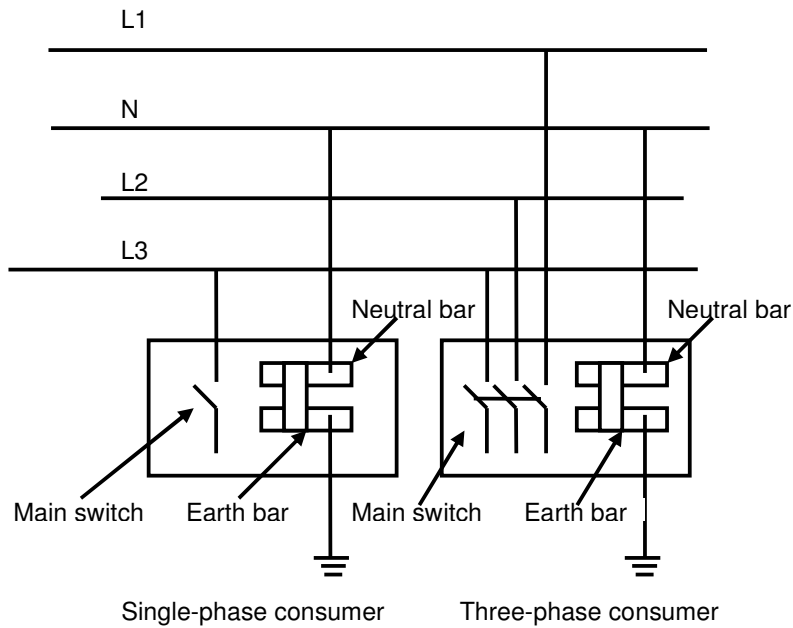 L1
N
L2
L3
Neutral bar
Neutral bar
Main switch
Earth bar
Main switch
Earth bar
Single-phase consumer
Three-phase consumer